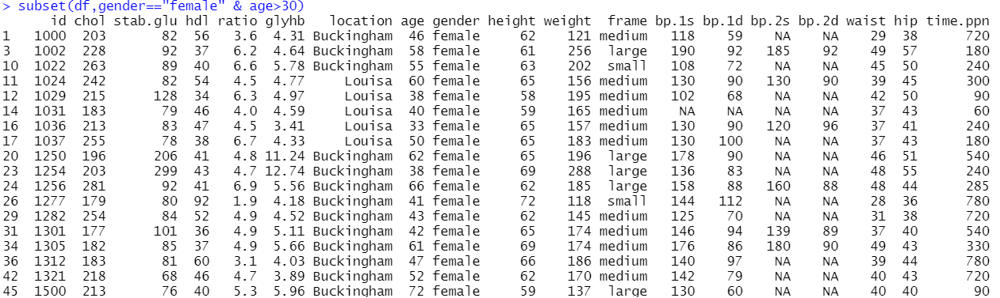 > subset(df,gender=="female" & age>30)
id chol stab.glu hdl ratio glyhb location age gender height weight frame bp.1s bp.1d bp.2s bp.2d waist hip time.ppn
1 1000 203 82 56 3.6 4.31 Buckingham 46 female 62 121 medium 118 59 NA NA 29 38 720
3 1002 228 92 37 6.2 4.64 Buckingham 58 female 61 256 large 190 92 185 92 49 57 180
10 1022 263 89 40 6.6 5.78 Buckingham 55 female 63 202 small 108 72 NA NA 45 50 240
11 1024 242 82 54 4.5 4.77 Louisa 60 female 65 156 medium 130 90 130 90 39 45 300
12 1029 215 128 34 6.3 4.97 Louisa 38 female 58 195 medium 102 68 NA NA 42 50 90
14 1031 183 79 46 4.0 4.59 Louisa 40 female 59 165 medium NA NA NA NA 37 43 60
16 1036 213 83 47 4.5 3.41 Louisa 33 female 65 157 medium 130 90 120 96 37 41 240
17 1037 255 78 38 6.7 4.33 Louisa 50 female 65 183 medium 130 100 NA NA 37 43 180
20 1250 196 206 41 4.8 11.24 Buckingham 62 female 65 196 large 178 90 NA NA 46 51 540
23 1254 203 299 43 4.7 12.74 Buckingham 38 female 69 288 large 136 83 NA NA 48 55 240
24 1256 281 92 41 6.9 5.56 Buckingham 66 female 62 185 large 158 88 160 88 48 44 285
26 1277 179 80 92 1.9 4.18 Buckingham 41 female 72 118 small 144 112 NA NA 28 36 780
29 1282 254 84 52 4.9 4.52 Buckingham 43 female 62 145 medium 125 70 NA NA 31 38 720
31 1301 177 101 36 4.9 5.11 Buckingham 42 female 65 174 medium 146 94 139 89 37 40 540
34 1305 182 85 37 4.9 5.66 Buckingham 61 female 69 174 medium 176 86 180 90 49 43 330
36 1312 183 81 60 3.1 4.03 Buckingham 47 female 66 186 medium 140 97 NA NA 39 44 780
42 1321 218 68 46 4.7 3.89 Buckingham 52 female 62 170 medium 142 79 NA NA 40 43 720
45 1500 213 76 40 5.3 5.96 Buckingham 72 female 59 137 large 130 60 NA NA 40 40 90